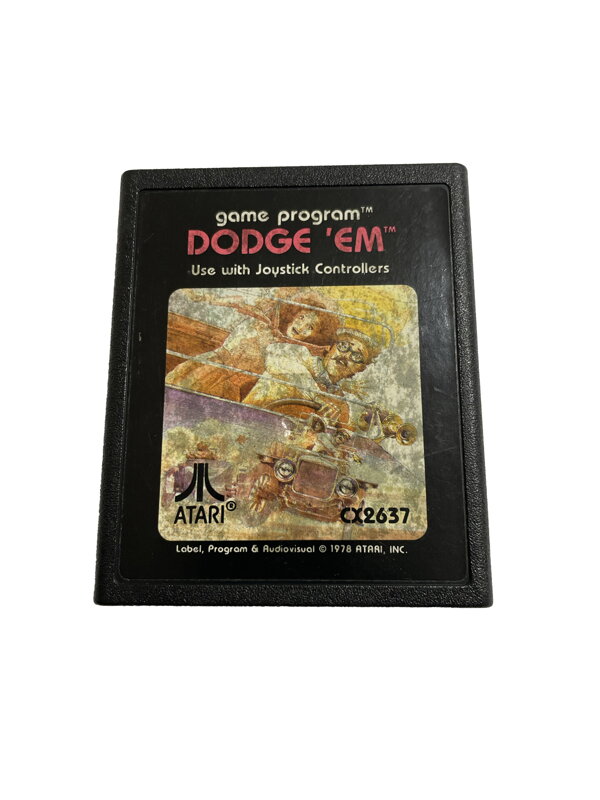 game program™
DODGE 'EM™
Use with Joystick Controllers
ATARI®
CX2637
Label, Program & Audiovisual © 1978 ATARI, INC.